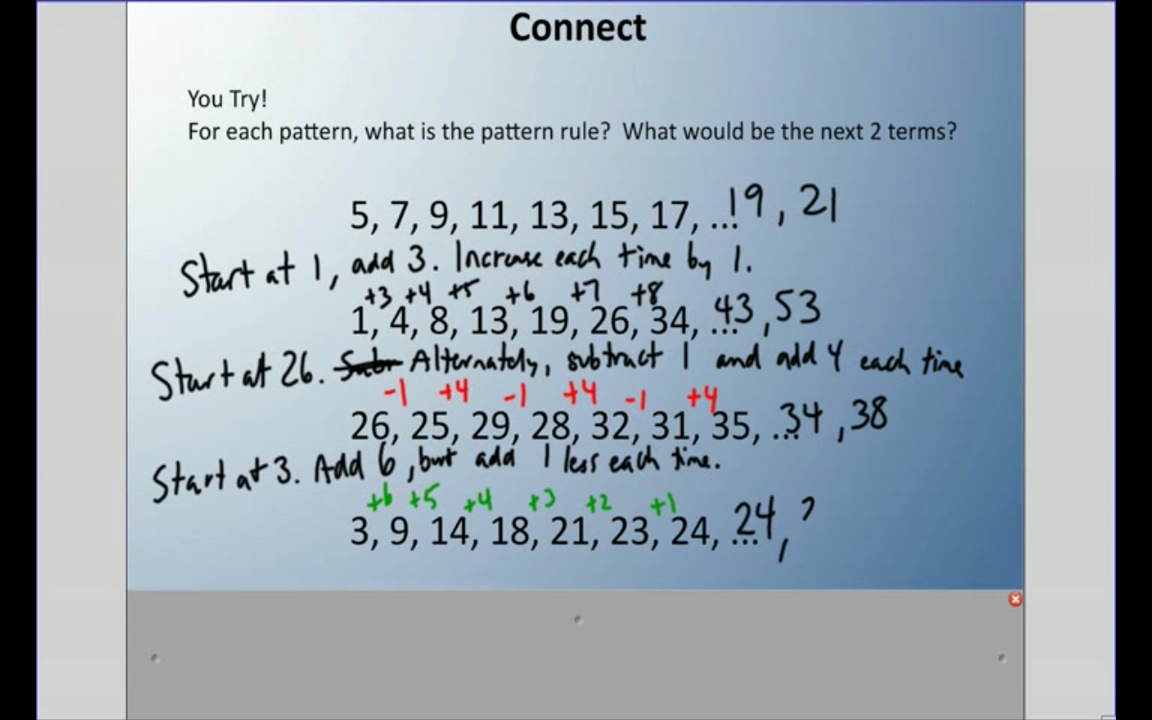 Connect
You Try!
For each pattern, what is the pattern rule? What would be the next 2 terms?
5, 7, 9, 11, 13, 15, 17, ...19, 21
Start at 1, add 3. Increase each time by 1.
+3 +4 +5 +6 +7 +8
1, 4, 8, 13, 19, 26, 34, ...43, 53
Start at 26. Subtr Alternately, subtract 1 and add 4 each time
-1 +4 -1 +4 -1 +4
26, 25, 29, 28, 32, 31, 35, ...34, 38
Start at 3. Add 6, but add 1 less each time.
+6 +5 +4 +3 +2 +1
3, 9, 14, 18, 21, 23, 24, ...24,